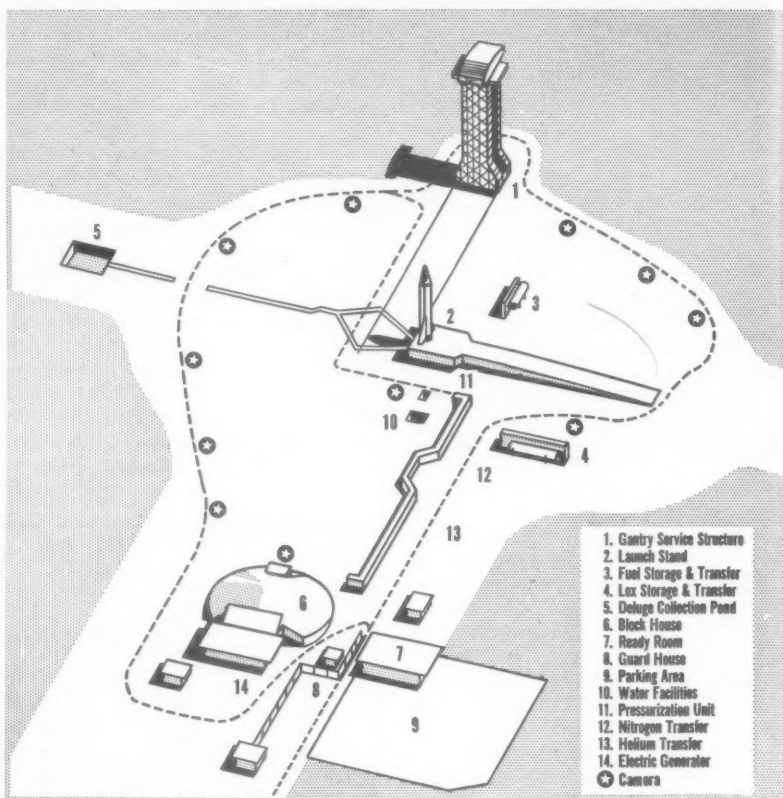 1
5
2
3
11
10
4
12
13
6
7
14
8
9
1. Gantry Service Structure
2. Launch Stand
3. Fuel Storage & Transfer
4. Lox Storage & Transfer
5. Deluge Collection Pond
6. Block House
7. Ready Room
8. Guard House
9. Parking Area
10. Water Facilities
11. Pressurization Unit
12. Nitrogen Transfer
13. Helium Transfer
14. Electric Generator
Camera